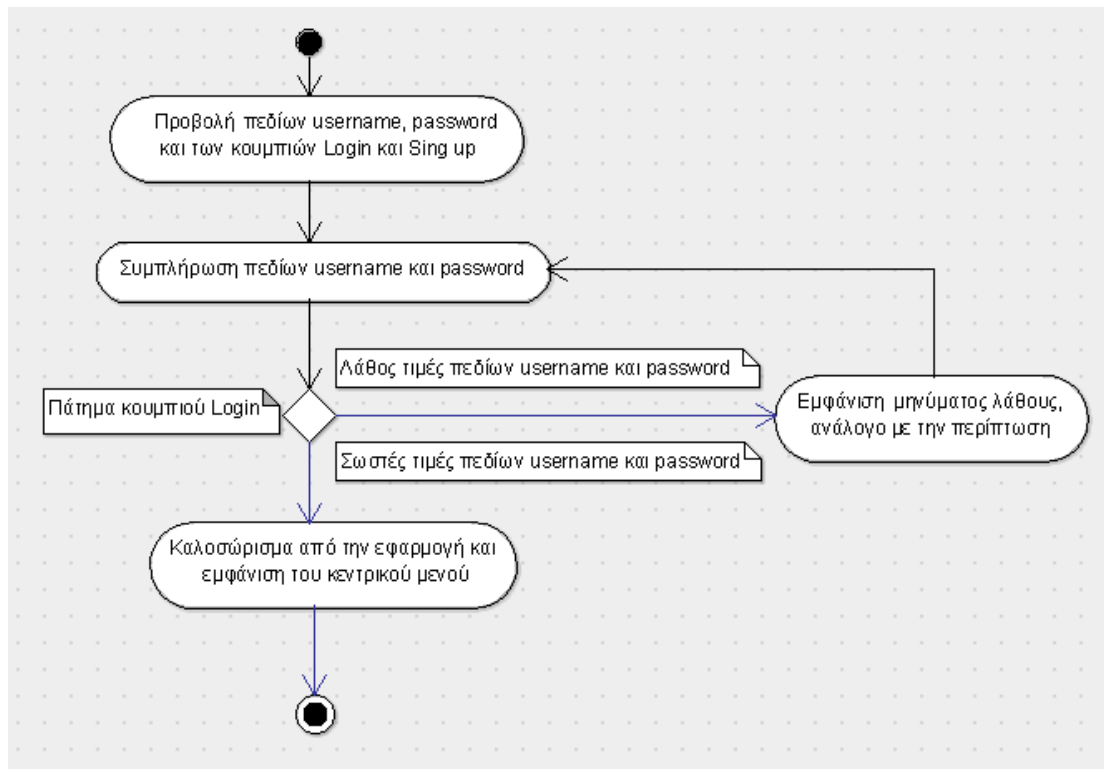 Προβολή πεδίων username, password
και των κουμπιών Login και Sing up
Συμπλήρωση πεδίων username και password
Λάθος τιμές πεδίων username και password
Πάτημα κουμπιού Login
Εμφάνιση μηνύματος λάθους,
ανάλογο με την περίπτωση
Σωστές τιμές πεδίων username και password
Καλοσώρισμα από την εφαρμογή και
εμφάνιση του κεντρικού μενού